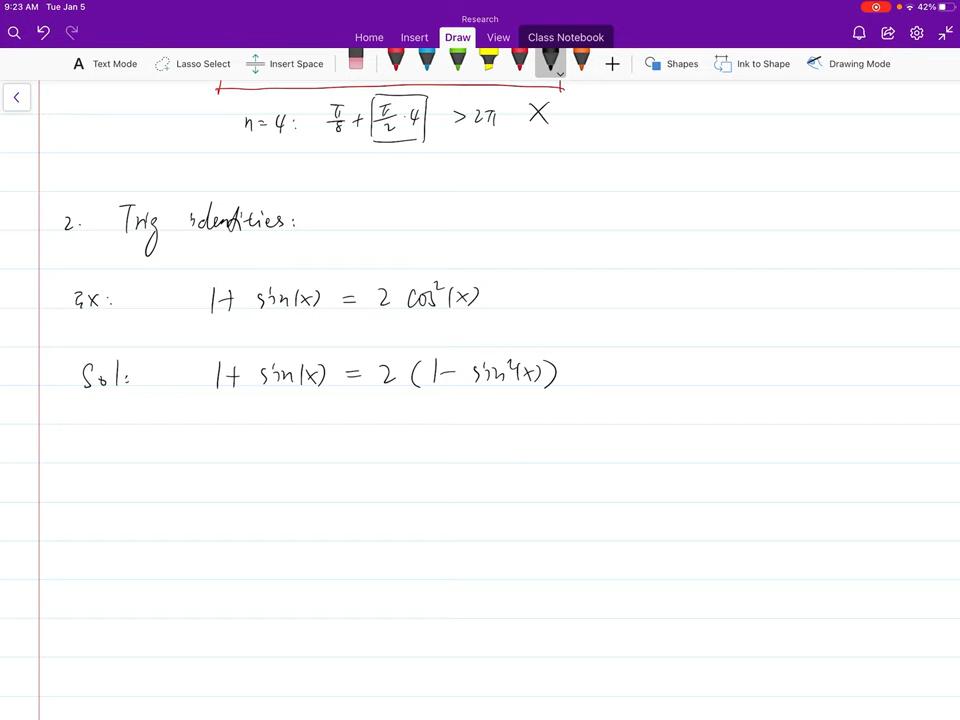 9:23 AM Tue Jan 5 42%
Research
Home Insert Draw View Class Notebook
A Text Mode Lasso Select Insert Space Shapes Ink to Shape Drawing Mode
n=4: π/8 + π/2·4 > 2π X
2. Trig identities:
Ex: 1+ sin(x) = 2 cos²(x)
Sol: 1+ sin(x) = 2 (1- sin²(x))